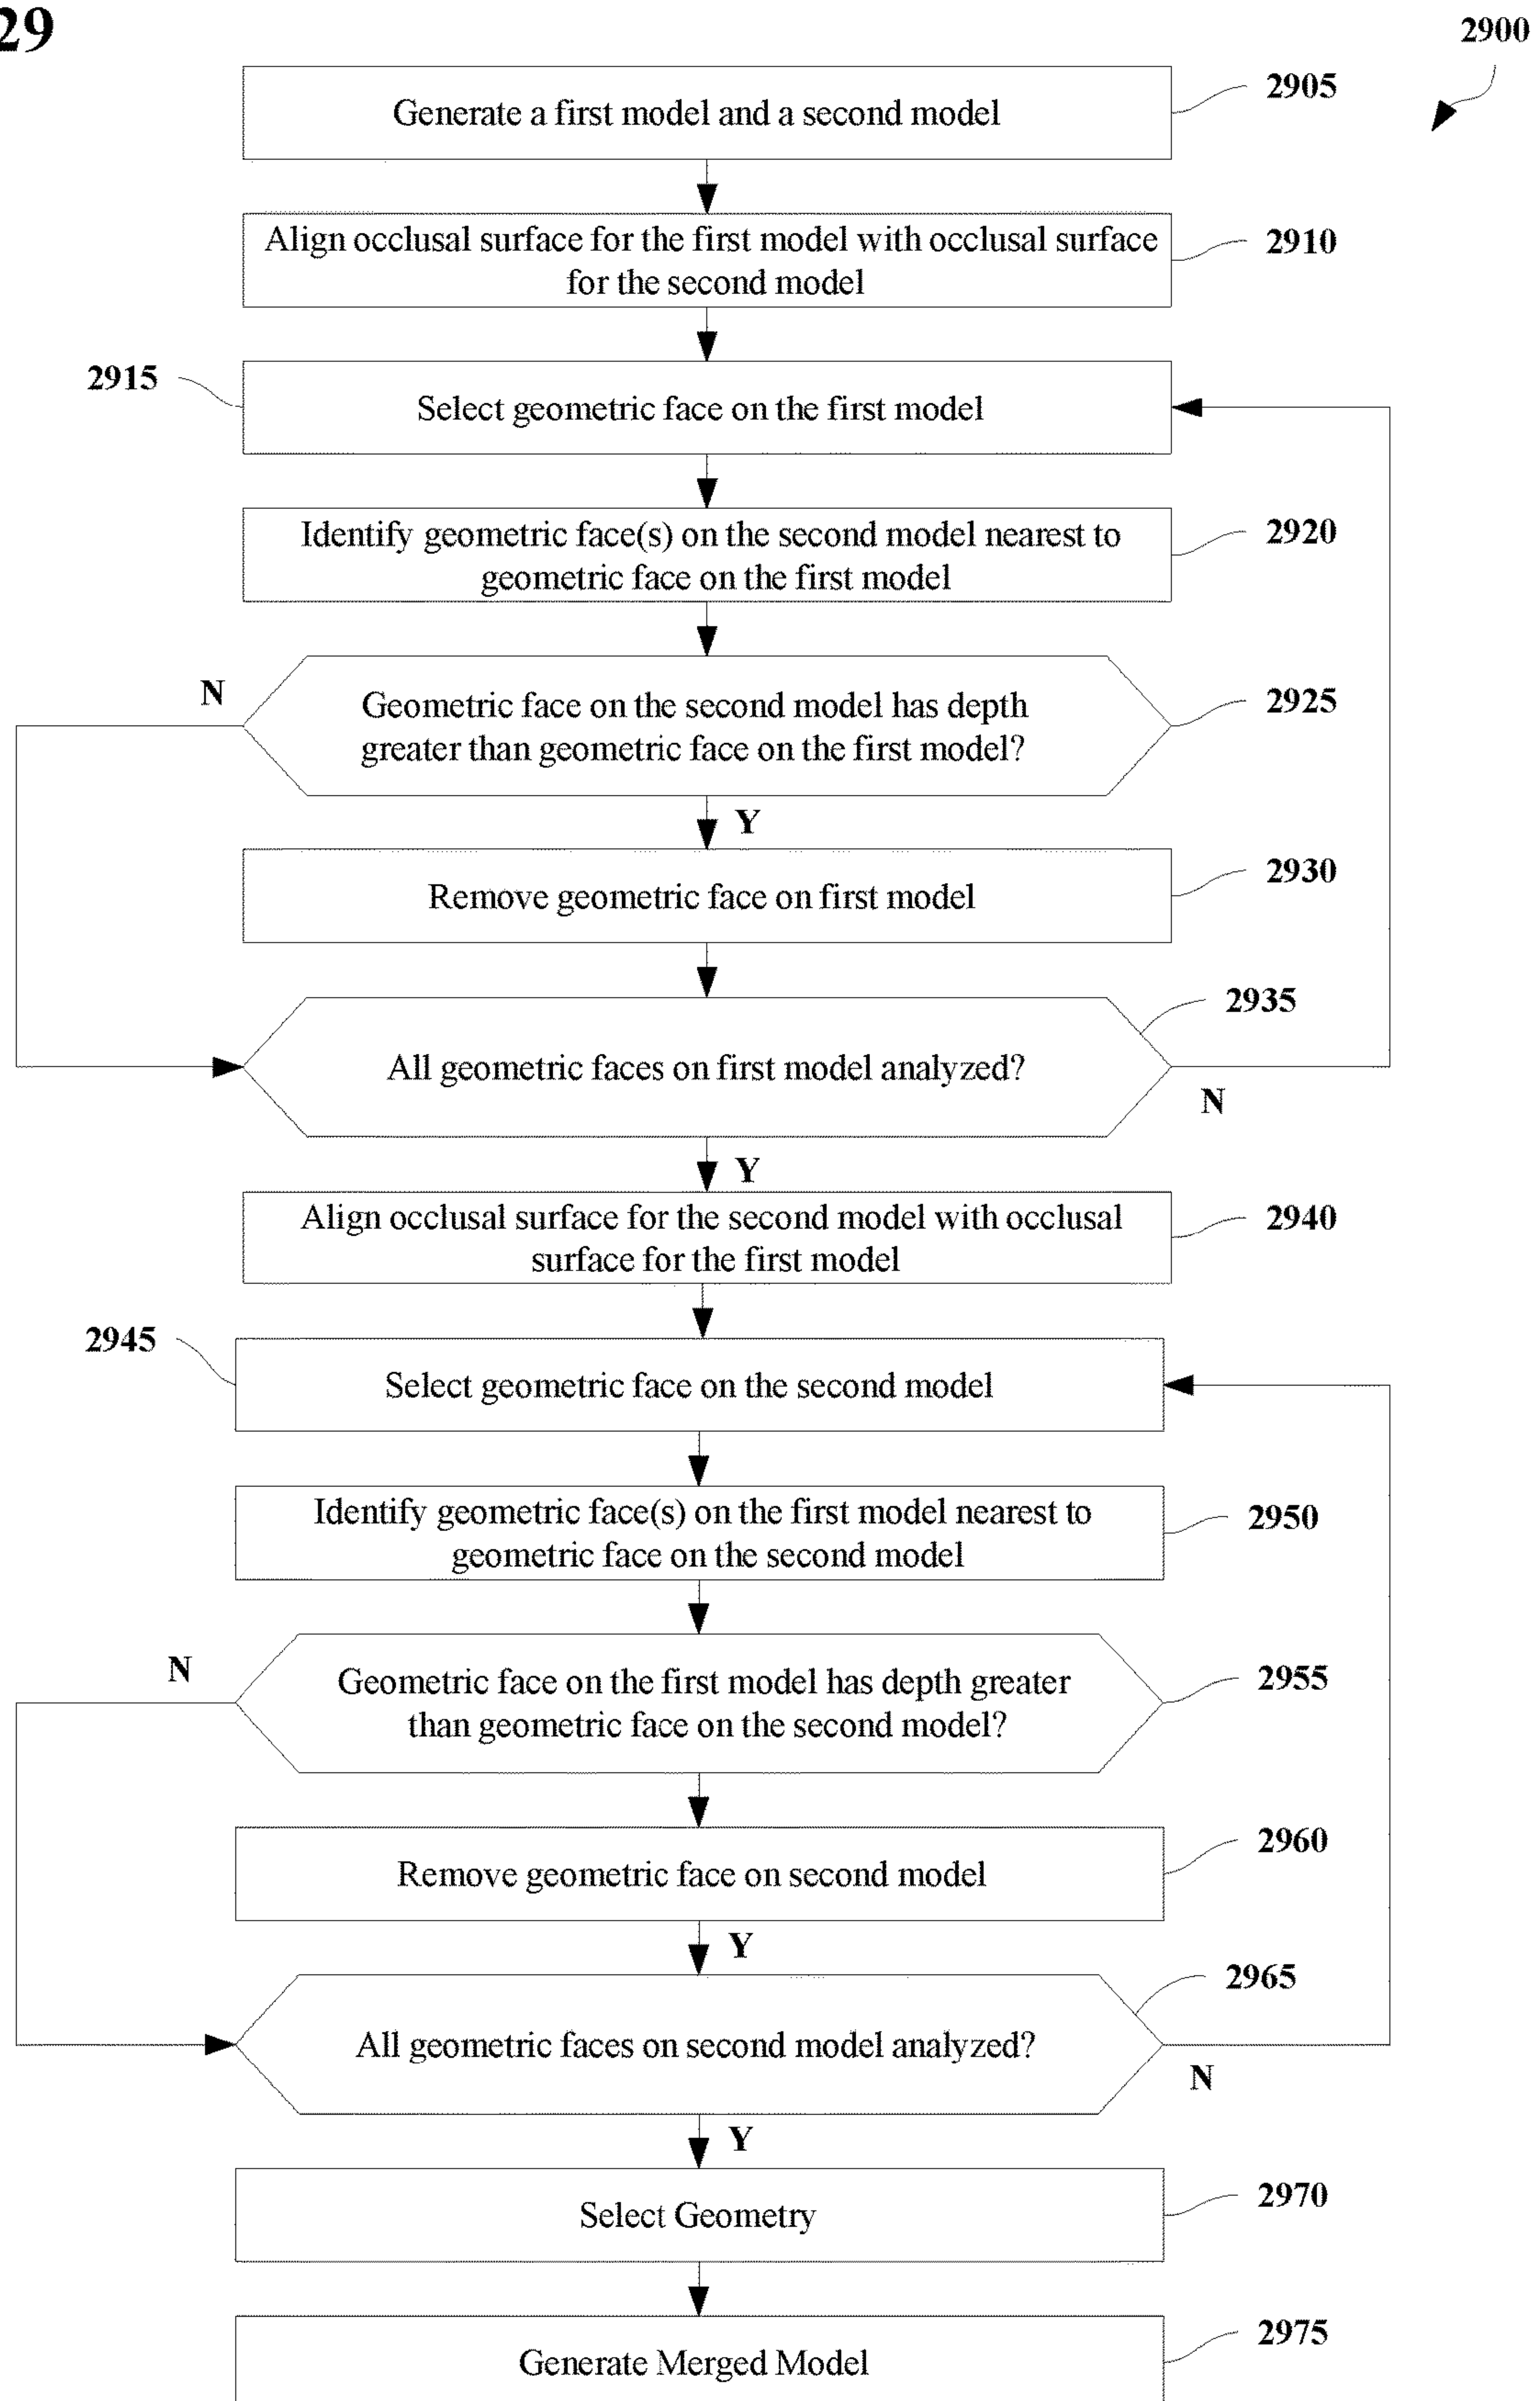 29
2900
Generate a first model and a second model
2905
Align occlusal surface for the first model with occlusal surface
for the second model
2910
2915
Select geometric face on the first model
Identify geometric face(s) on the second model nearest to
geometric face on the first model
2920
N
Geometric face on the second model has depth
greater than geometric face on the first model?
2925
Y
Remove geometric face on first model
2930
2935
All geometric faces on first model analyzed?
N
Y
Align occlusal surface for the second model with occlusal
surface for the first model
2940
2945
Select geometric face on the second model
Identify geometric face(s) on the first model nearest to
geometric face on the second model
2950
N
Geometric face on the first model has depth greater
than geometric face on the second model?
2955
Remove geometric face on second model
2960
Y
2965
All geometric faces on second model analyzed?
N
Y
Select Geometry
2970
Generate Merged Model
2975